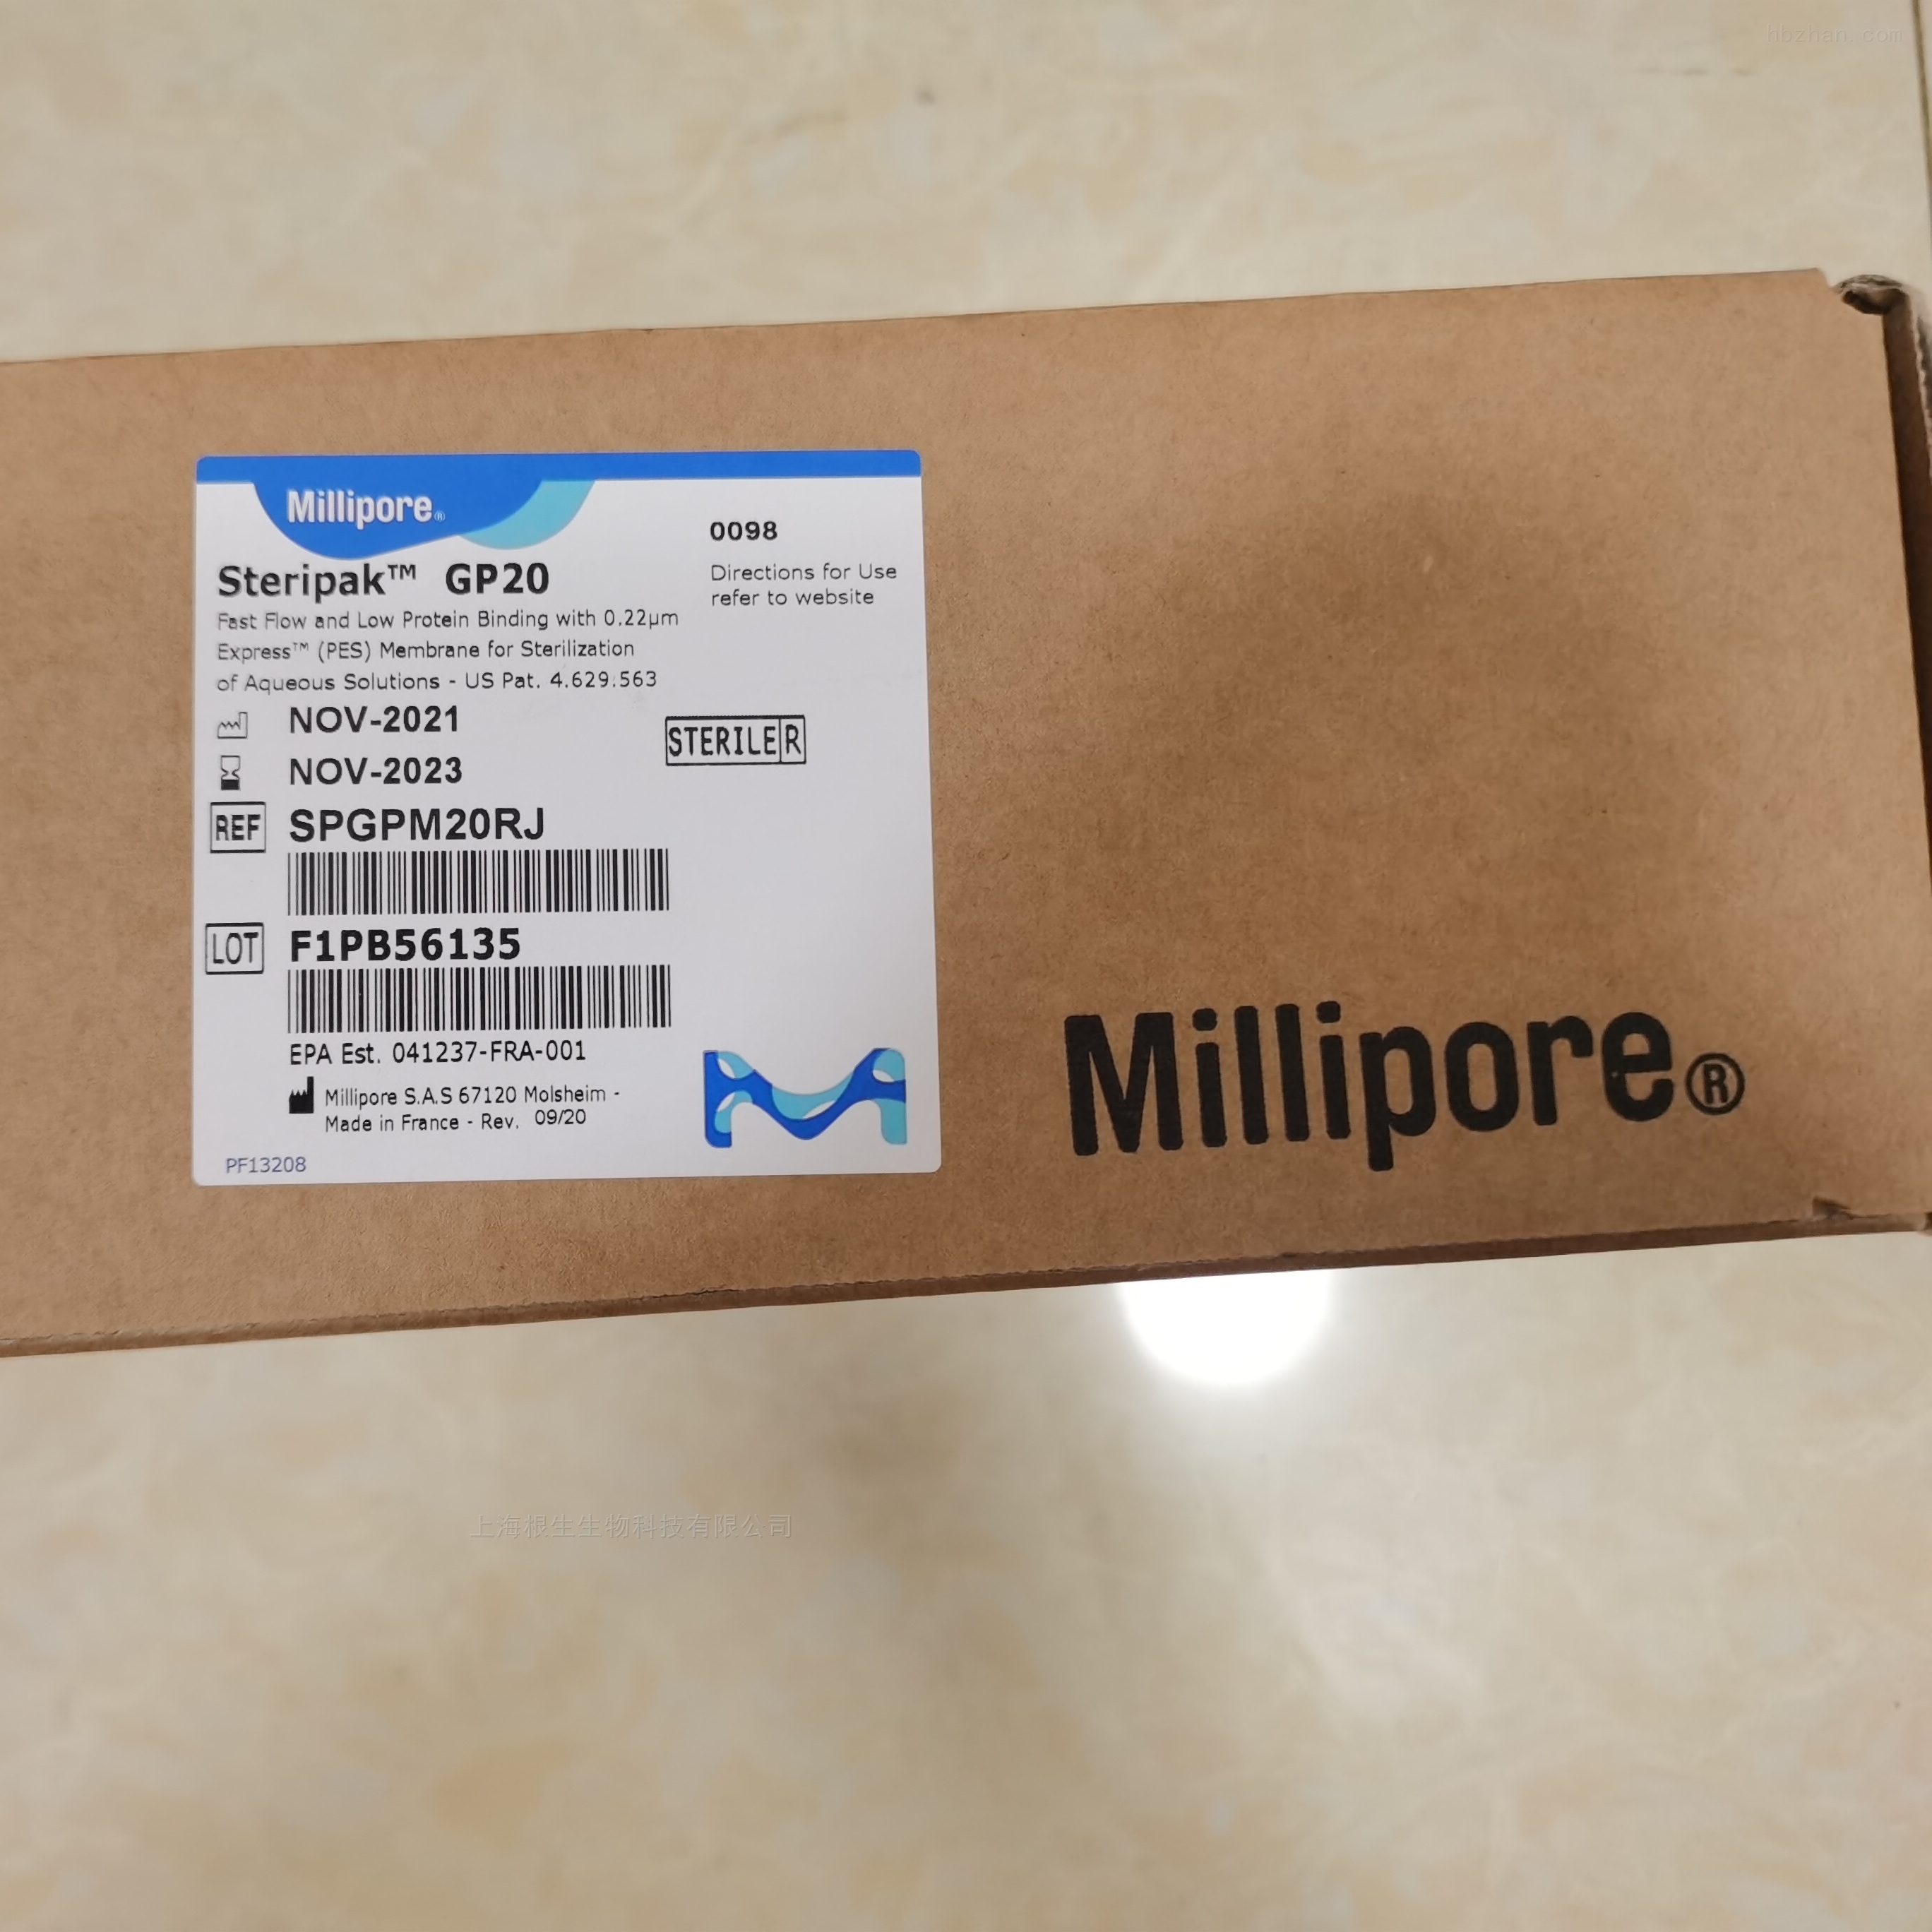 hbzhan.com
Millipore®
0098
Directions for Use
refer to website
Steripak™ GP20
Fast Flow and Low Protein Binding with 0.22µm
Express™ (PES) Membrane for Sterilization
of Aqueous Solutions - US Pat. 4.629.563
NOV-2021
STERILE R
NOV-2023
REF SPGPM20RJ
LOT F1PB56135
EPA Est. 041237-FRA-001
Millipore S.A.S 67120 Molsheim -
Made in France - Rev. 09/20
PF13208
Millipore®
上海根生生物科技有限公司